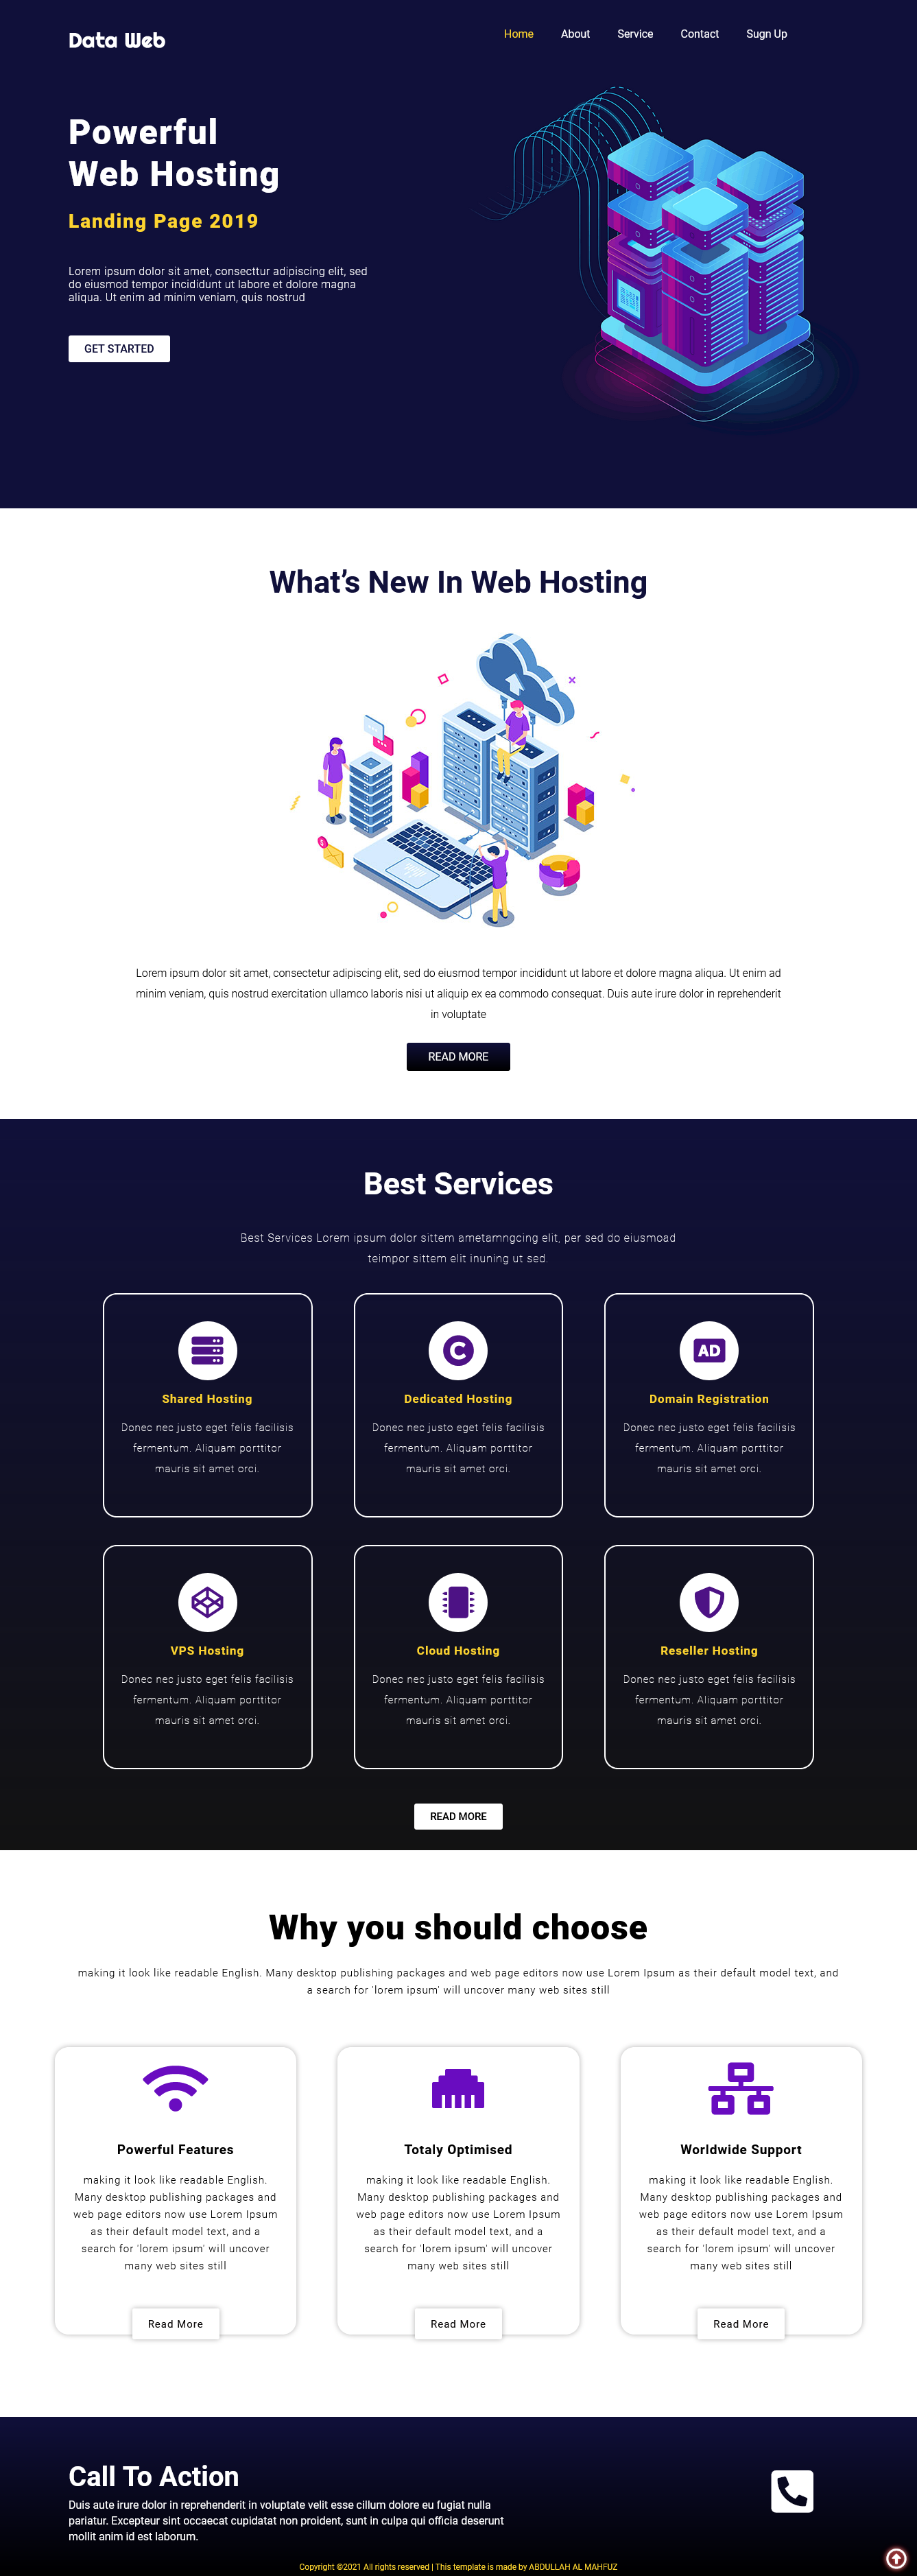 Data Web
Home About Service Contact Sugn Up
Powerful
Web Hosting
Landing Page 2019
Lorem ipsum dolor sit amet, consecttur adipiscing elit, sed
do eiusmod tempor incididunt ut labore et dolore magna
aliqua. Ut enim ad minim veniam, quis nostrud
GET STARTED
What’s New In Web Hosting
Lorem ipsum dolor sit amet, consectetur adipiscing elit, sed do eiusmod tempor incididunt ut labore et dolore magna aliqua. Ut enim ad
minim veniam, quis nostrud exercitation ullamco laboris nisi ut aliquip ex ea commodo consequat. Duis aute irure dolor in reprehenderit
in voluptate
READ MORE
Best Services
Best Services Lorem ipsum dolor sittem ametamngcing elit, per sed do eiusmoad
teimpor sittem elit inuning ut sed.
AD
Shared Hosting
Donec nec justo eget felis facilisis
fermentum. Aliquam porttitor
mauris sit amet orci.
Dedicated Hosting
Donec nec justo eget felis facilisis
fermentum. Aliquam porttitor
mauris sit amet orci.
Domain Registration
Donec nec justo eget felis facilisis
fermentum. Aliquam porttitor
mauris sit amet orci.
VPS Hosting
Donec nec justo eget felis facilisis
fermentum. Aliquam porttitor
mauris sit amet orci.
Cloud Hosting
Donec nec justo eget felis facilisis
fermentum. Aliquam porttitor
mauris sit amet orci.
Reseller Hosting
Donec nec justo eget felis facilisis
fermentum. Aliquam porttitor
mauris sit amet orci.
READ MORE
Why you should choose
making it look like readable English. Many desktop publishing packages and web page editors now use Lorem Ipsum as their default model text, and
a search for 'lorem ipsum' will uncover many web sites still
Powerful Features
making it look like readable English.
Many desktop publishing packages and
web page editors now use Lorem Ipsum
as their default model text, and a
search for 'lorem ipsum' will uncover
many web sites still
Read More
Totaly Optimised
making it look like readable English.
Many desktop publishing packages and
web page editors now use Lorem Ipsum
as their default model text, and a
search for 'lorem ipsum' will uncover
many web sites still
Read More
Worldwide Support
making it look like readable English.
Many desktop publishing packages and
web page editors now use Lorem Ipsum
as their default model text, and a
search for 'lorem ipsum' will uncover
many web sites still
Read More
Call To Action
Duis aute irure dolor in reprehenderit in voluptate velit esse cillum dolore eu fugiat nulla
pariatur. Excepteur sint occaecat cupidatat non proident, sunt in culpa qui officia deserunt
mollit anim id est laborum.
Copyright ©2021 All rights reserved | This template is made by ABDULLAH AL MAHFUZ